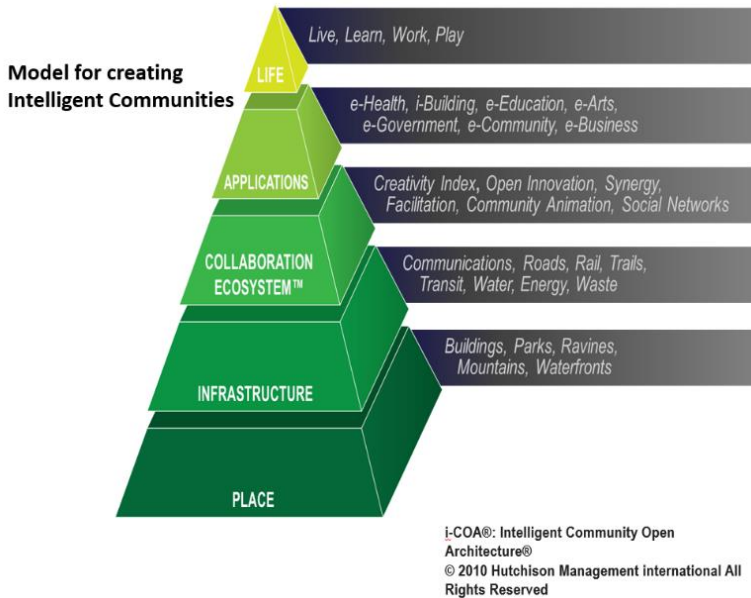 Model for creating
Intelligent Communities
LIFE
Live, Learn, Work, Play
APPLICATIONS
e-Health, i-Building, e-Education, e-Arts,
e-Government, e-Community, e-Business
COLLABORATION
ECOSYSTEM™
Creativity Index, Open Innovation, Synergy,
Facilitation, Community Animation, Social Networks
INFRASTRUCTURE
Communications, Roads, Rail, Trails,
Transit, Water, Energy, Waste
PLACE
Buildings, Parks, Ravines,
Mountains, Waterfronts
i-COA®: Intelligent Community Open
Architecture®
© 2010 Hutchison Management international All
Rights Reserved